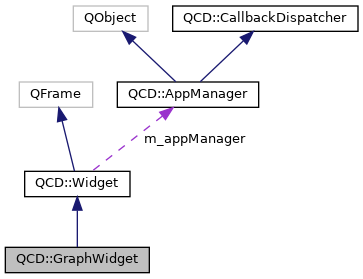 QObject
QCD::CallbackDispatcher
QFrame
QCD::AppManager
m_appManager
QCD::Widget
QCD::GraphWidget